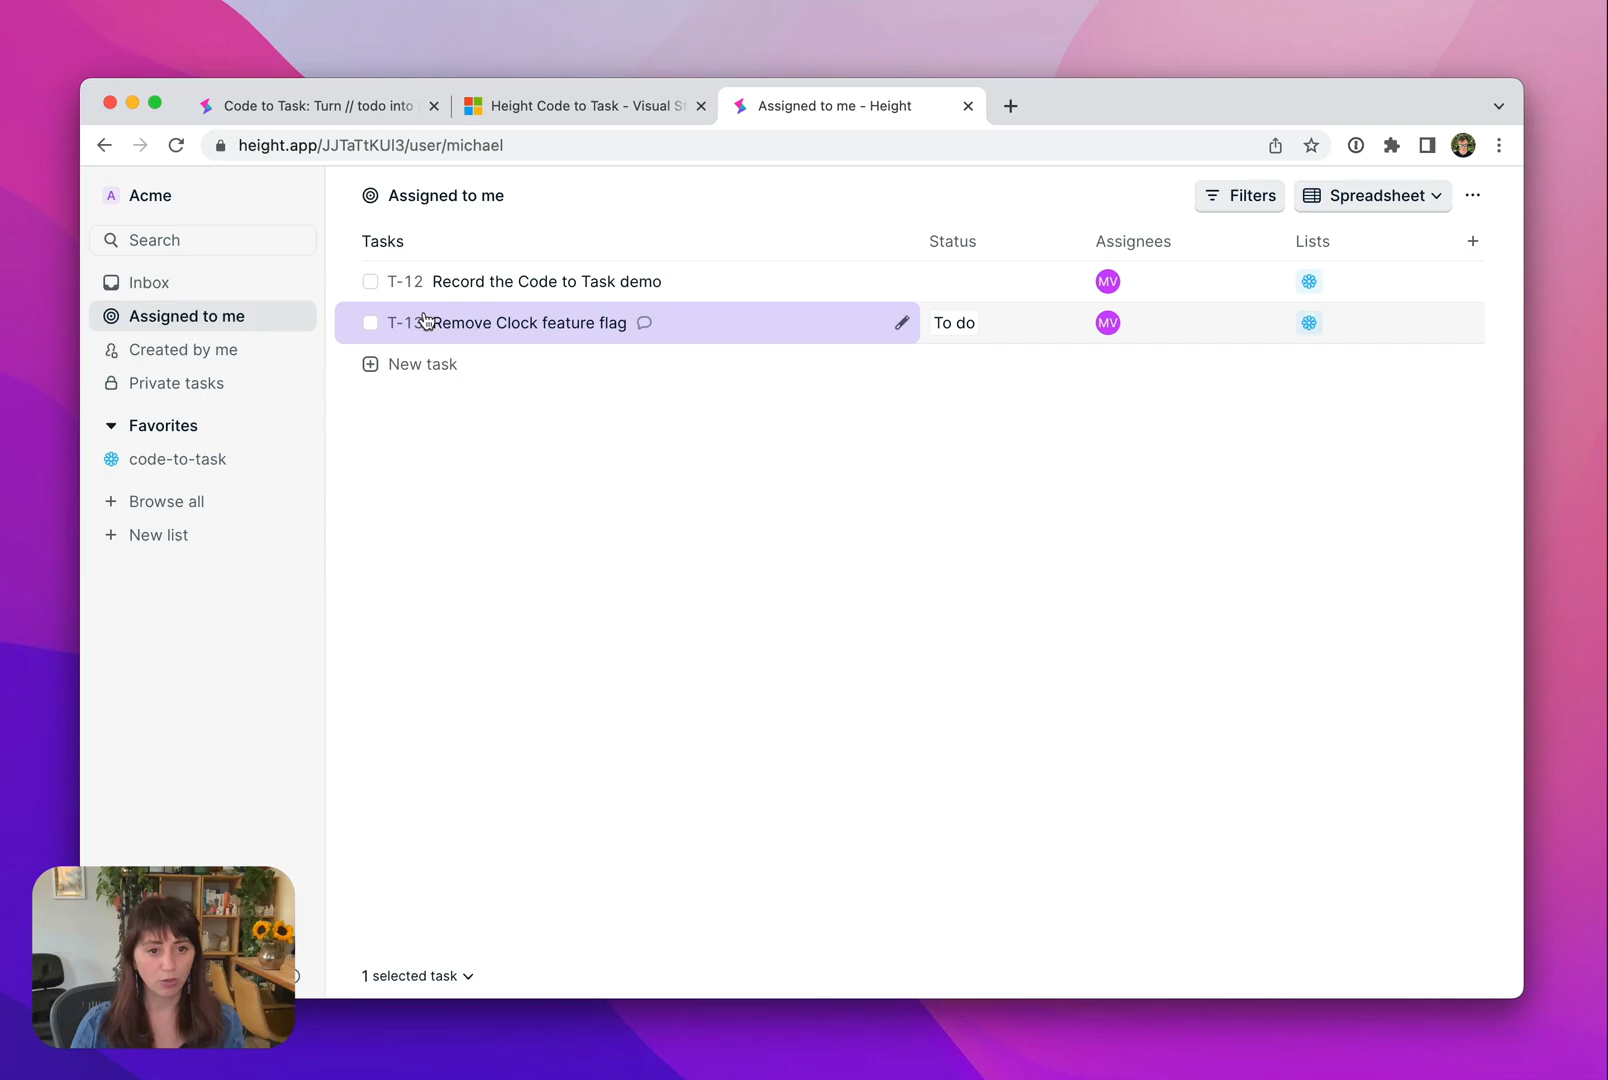 Code to Task: Turn // todo into
Height Code to Task - Visual S
Assigned to me - Height
height.app/JJTaTtKUl3/user/michael
A Acme
Search
Inbox
Assigned to me
Created by me
Private tasks
Favorites
code-to-task
Browse all
New list
Assigned to me
Filters
Spreadsheet
Tasks Status Assignees Lists
T-12 Record the Code to Task demo MV
T-13 Remove Clock feature flag To do MV
New task
1 selected task